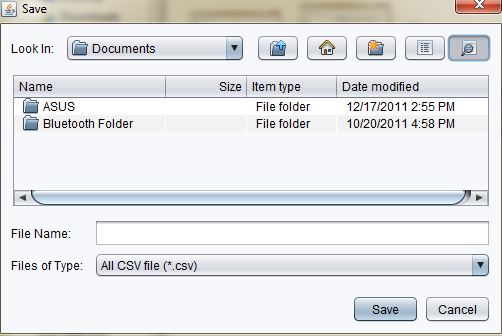 Save
Look In: Documents
Name Size Item type Date modified
ASUS File folder 12/17/2011 2:55 PM
Bluetooth Folder File folder 10/20/2011 4:58 PM
File Name:
Files of Type: All CSV file (*.csv)
Save Cancel